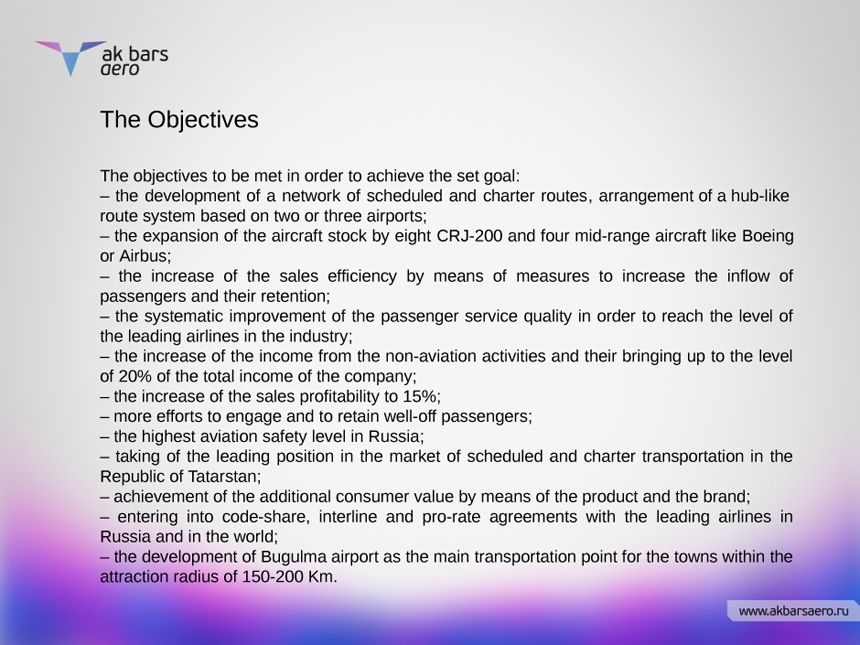 ak bars
aero
The Objectives
The objectives to be met in order to achieve the set goal:
– the development of a network of scheduled and charter routes, arrangement of a hub-like
route system based on two or three airports;
– the expansion of the aircraft stock by eight CRJ-200 and four mid-range aircraft like Boeing
or Airbus;
– the increase of the sales efficiency by means of measures to increase the inflow of
passengers and their retention;
– the systematic improvement of the passenger service quality in order to reach the level of
the leading airlines in the industry;
– the increase of the income from the non-aviation activities and their bringing up to the level
of 20% of the total income of the company;
– the increase of the sales profitability to 15%;
– more efforts to engage and to retain well-off passengers;
– the highest aviation safety level in Russia;
– taking of the leading position in the market of scheduled and charter transportation in the
Republic of Tatarstan;
– achievement of the additional consumer value by means of the product and the brand;
– entering into code-share, interline and pro-rate agreements with the leading airlines in
Russia and in the world;
– the development of Bugulma airport as the main transportation point for the towns within the
attraction radius of 150-200 Km.
www.akbarsaero.ru